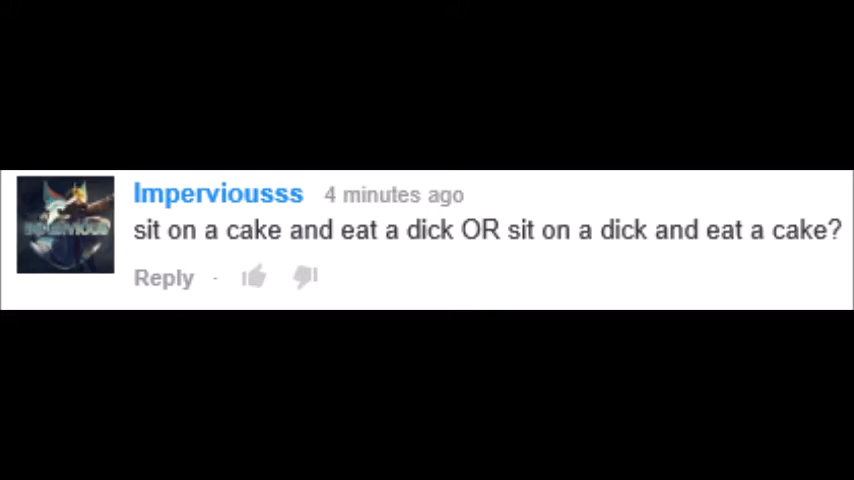 Imperviousss 4 minutes ago
sit on a cake and eat a dick OR sit on a dick and eat a cake?
Reply ·